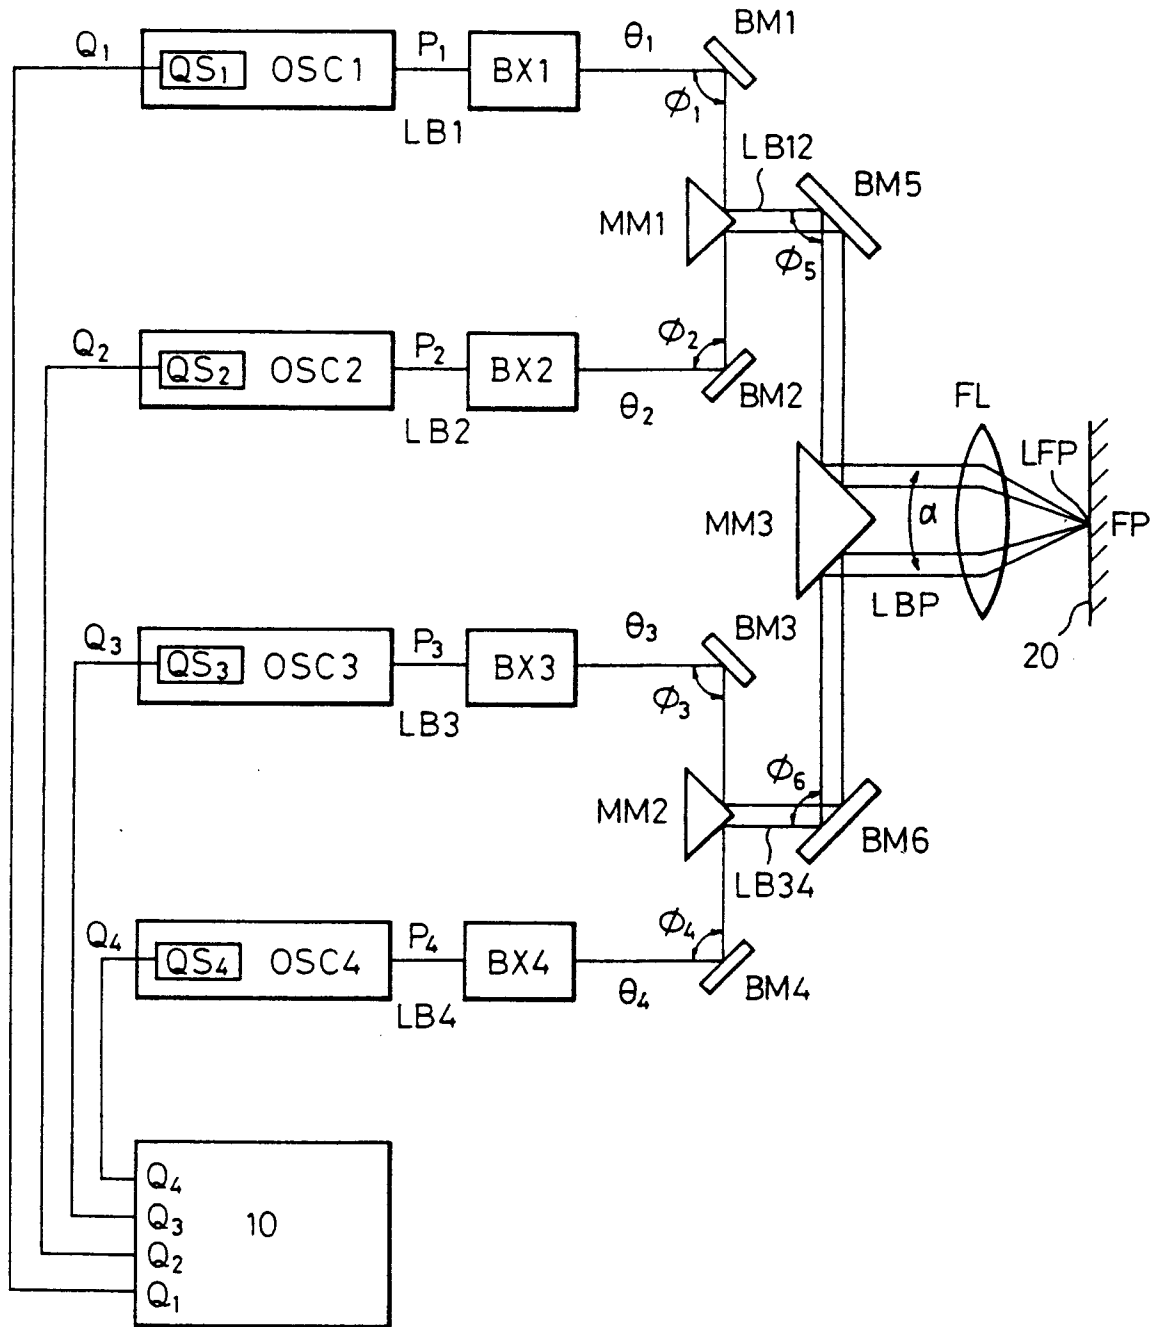 Q₁ QS₁ OSC1 P₁ BX1 θ₁ BM1
LB1 ϕ₁
LB12
MM1 BM5
ϕ₅
Q₂ QS₂ OSC2 P₂ BX2 ϕ₂
LB2 θ₂ BM2
FL
LFP
MM3 α FP
LBP
20
Q₃ QS₃ OSC3 P₃ BX3 θ₃ BM3
LB3 ϕ₃
ϕ₆
MM2
BM6
LB34
Q₄ QS₄ OSC4 P₄ BX4 ϕ₄
LB4 θ₄ BM4
Q₄
Q₃ 10
Q₂
Q₁